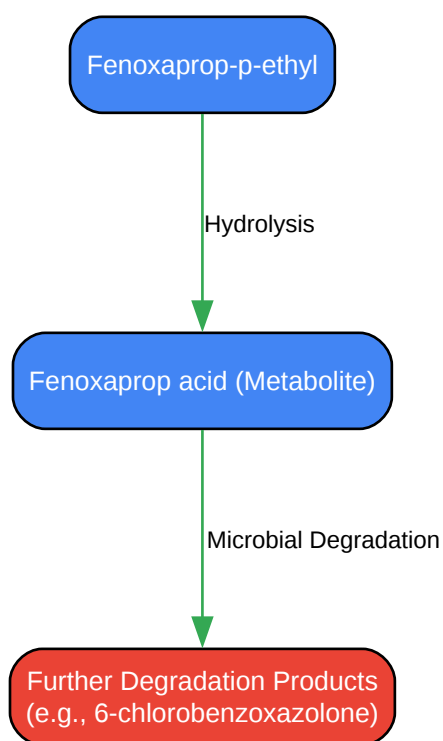 Fenoxaprop-p-ethyl
Hydrolysis
Fenoxaprop acid (Metabolite)
Microbial Degradation
Further Degradation Products
(e.g., 6-chlorobenzoxazolone)